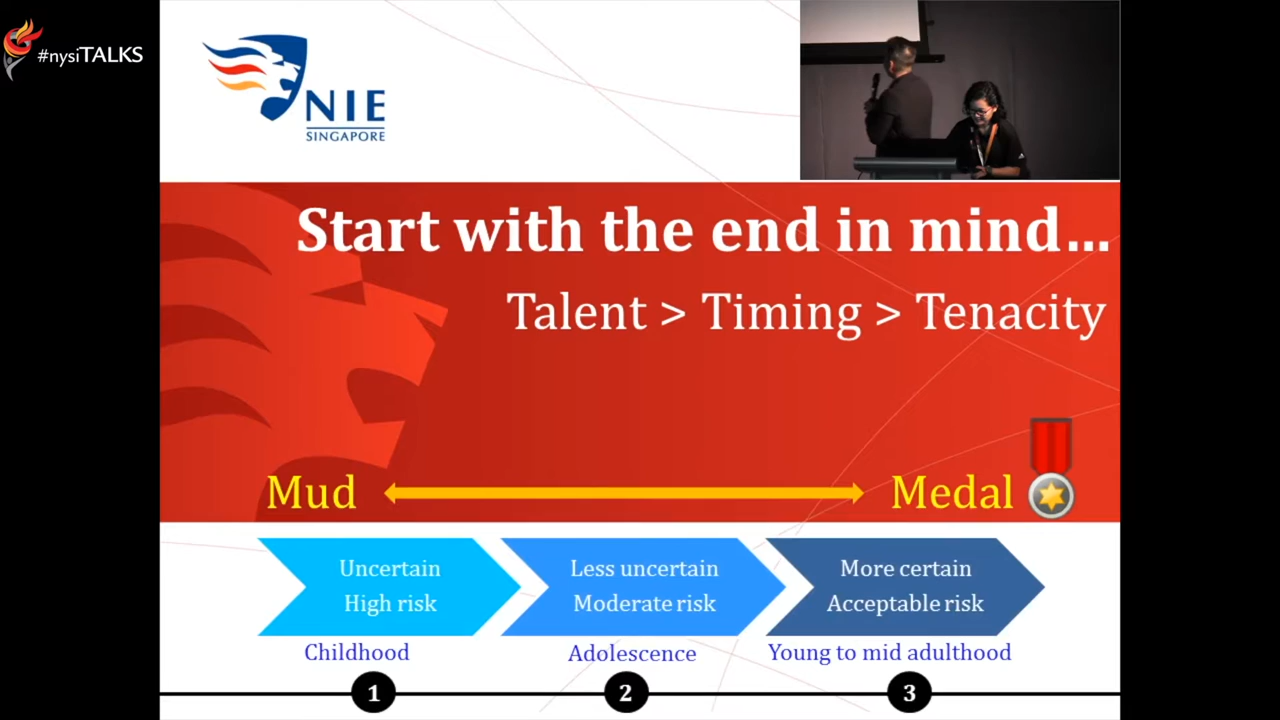 #nysiTALKS
NIE
SINGAPORE
Start with the end in mind...
Talent > Timing > Tenacity
Mud
Medal
Uncertain
High risk
Less uncertain
Moderate risk
More certain
Acceptable risk
Childhood
Adolescence
Young to mid adulthood
1
2
3